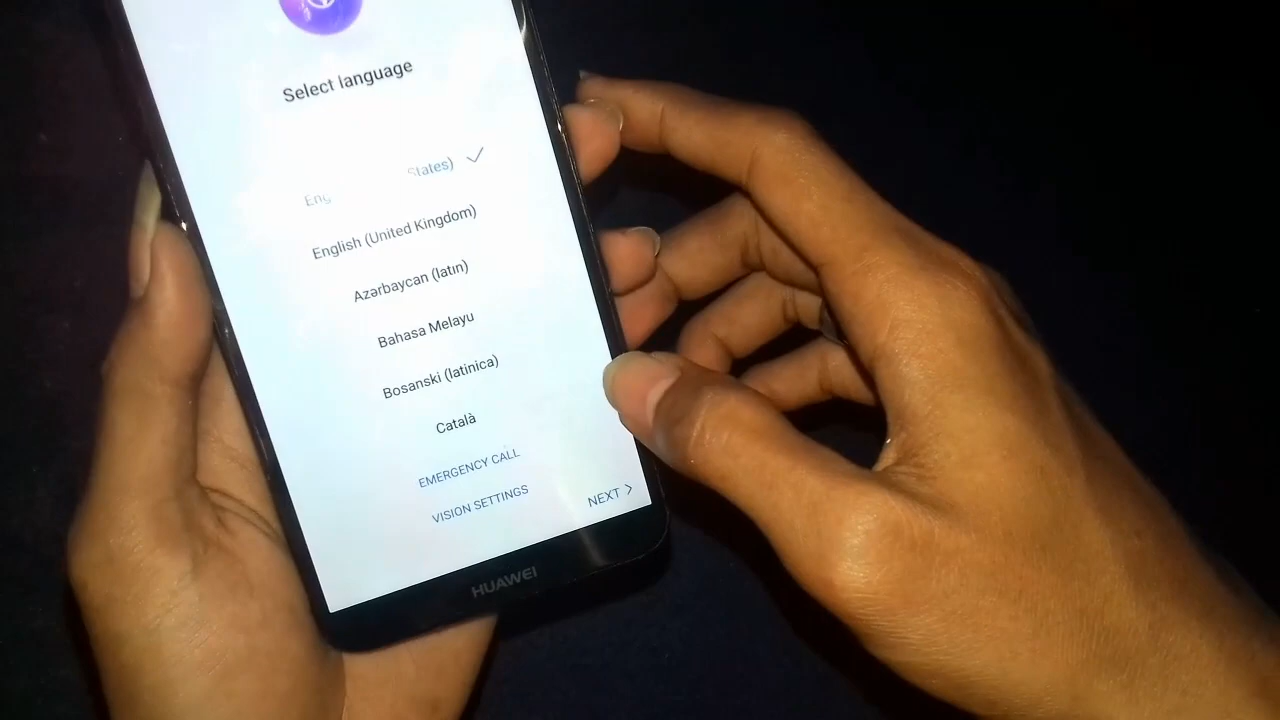 Select language
States)
English (United Kingdom)
Azərbaycan (latın)
Bahasa Melayu
Bosanski (latinica)
Català
EMERGENCY CALL
VISION SETTINGS
NEXT
HUAWEI